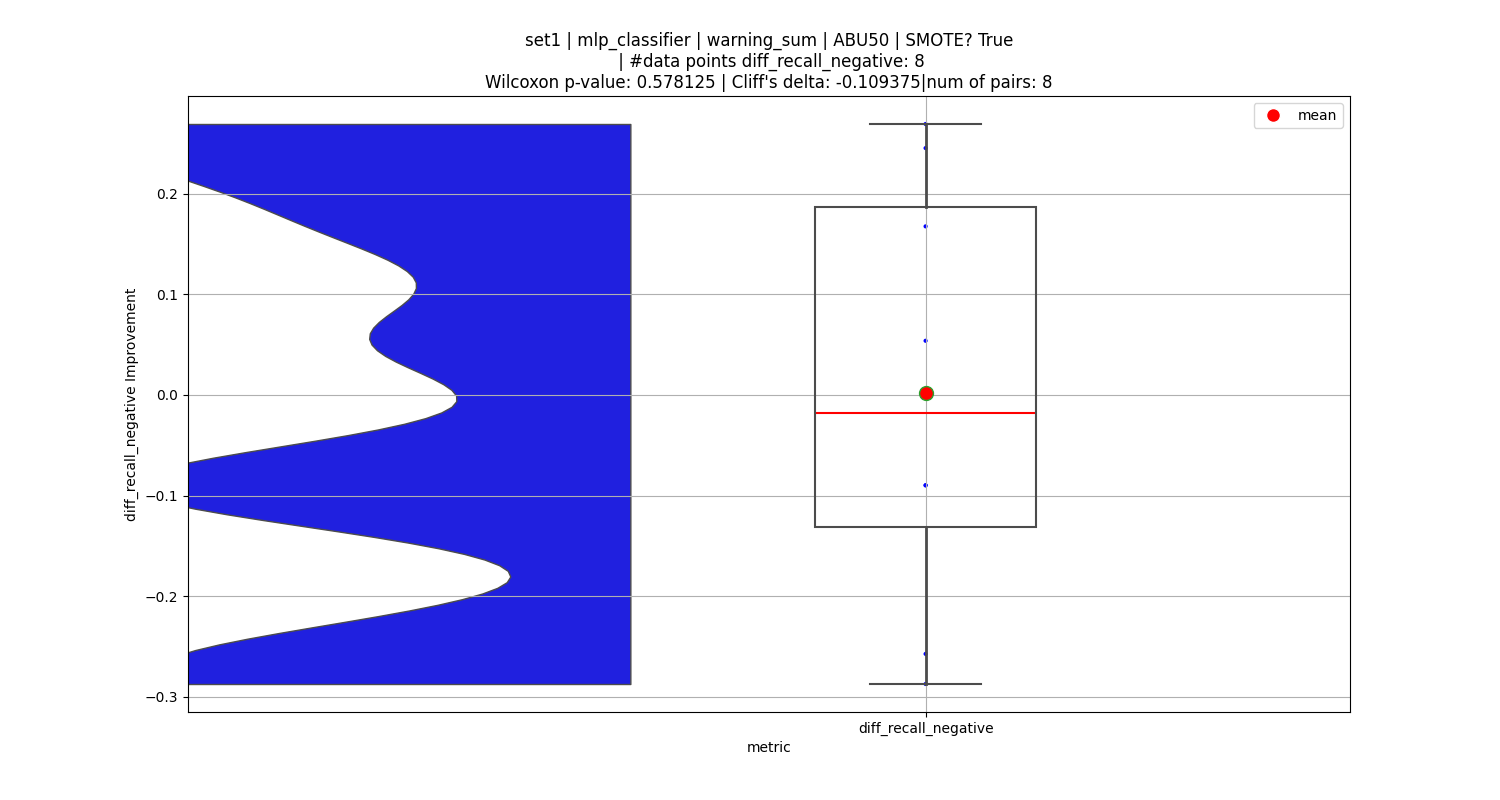 set1 | mlp_classifier | warning_sum | ABU50 | SMOTE? True
| #data points diff_recall_negative: 8
Wilcoxon p-value: 0.578125 | Cliff's delta: -0.109375|num of pairs: 8
mean
diff_recall_negative Improvement
0.2
0.1
0.0
−0.1
−0.2
−0.3
diff_recall_negative
metric